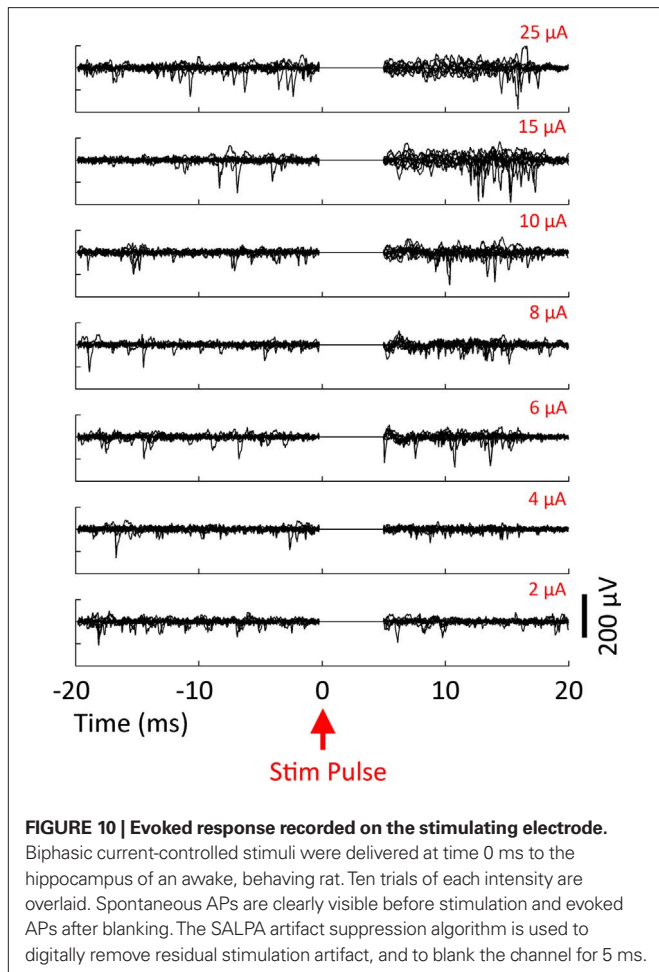 25 µA
15 µA
10 µA
8 µA
6 µA
4 µA
2 µA
200 µV
-20 -10 0 10 20
Time (ms)
Stim Pulse
FIGURE 10 | Evoked response recorded on the stimulating electrode.
Biphasic current-controlled stimuli were delivered at time 0 ms to the
hippocampus of an awake, behaving rat. Ten trials of each intensity are
overlaid. Spontaneous APs are clearly visible before stimulation and evoked
APs after blanking. The SALPA artifact suppression algorithm is used to
digitally remove residual stimulation artifact, and to blank the channel for 5 ms.